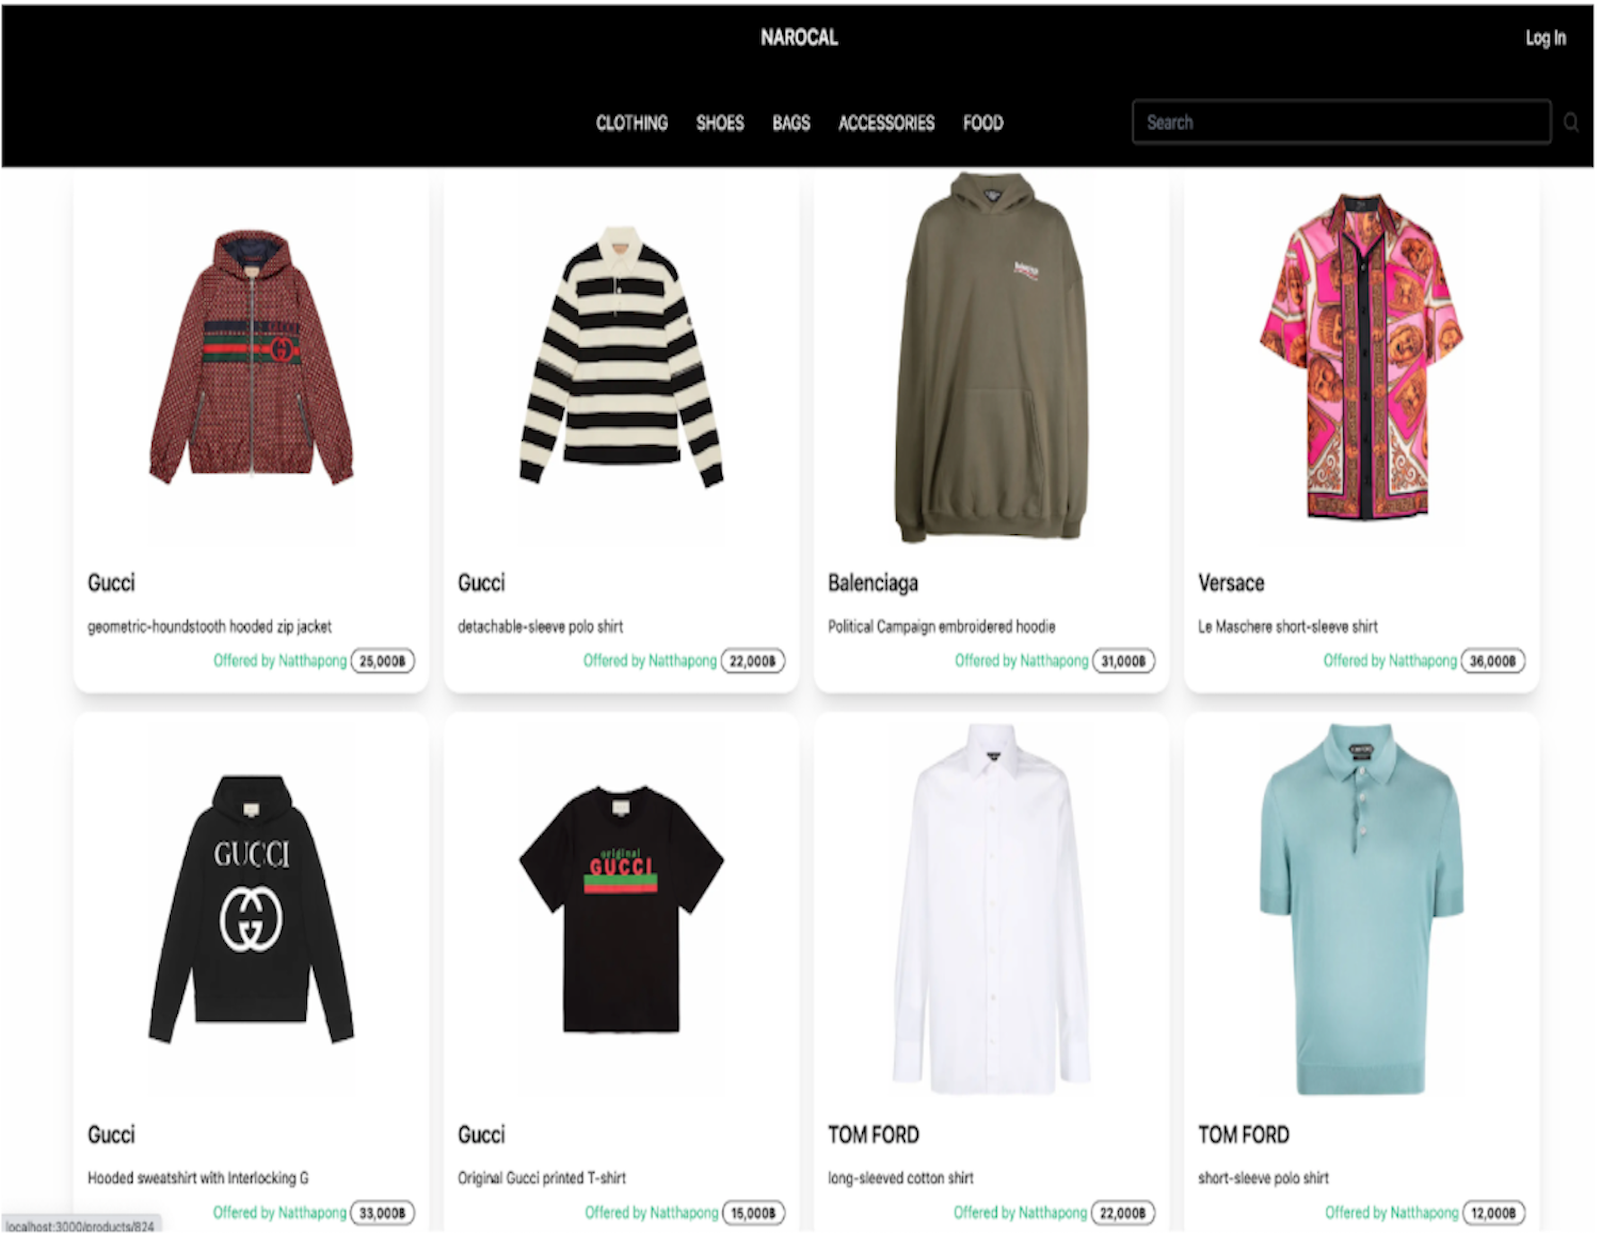 NAROCAL
Log In
CLOTHING SHOES BAGS ACCESSORIES FOOD
Search
GUCCI
Gucci
geometric-houndstooth hooded zip jacket
Offered by Natthapong 25,000฿
Gucci
detachable-sleeve polo shirt
Offered by Natthapong 22,000฿
Balenciaga
Political Campaign embroidered hoodie
Offered by Natthapong 31,000฿
Versace
Le Maschere short-sleeve shirt
Offered by Natthapong 36,000฿
GUCCI
Gucci
Hooded sweatshirt with Interlocking G
Offered by Natthapong 33,000฿
original
GUCCI
Gucci
Original Gucci printed T-shirt
Offered by Natthapong 15,000฿
TOM FORD
long-sleeved cotton shirt
Offered by Natthapong 22,000฿
TOM FORD
short-sleeve polo shirt
Offered by Natthapong 12,000฿
localhost:3000/products/824